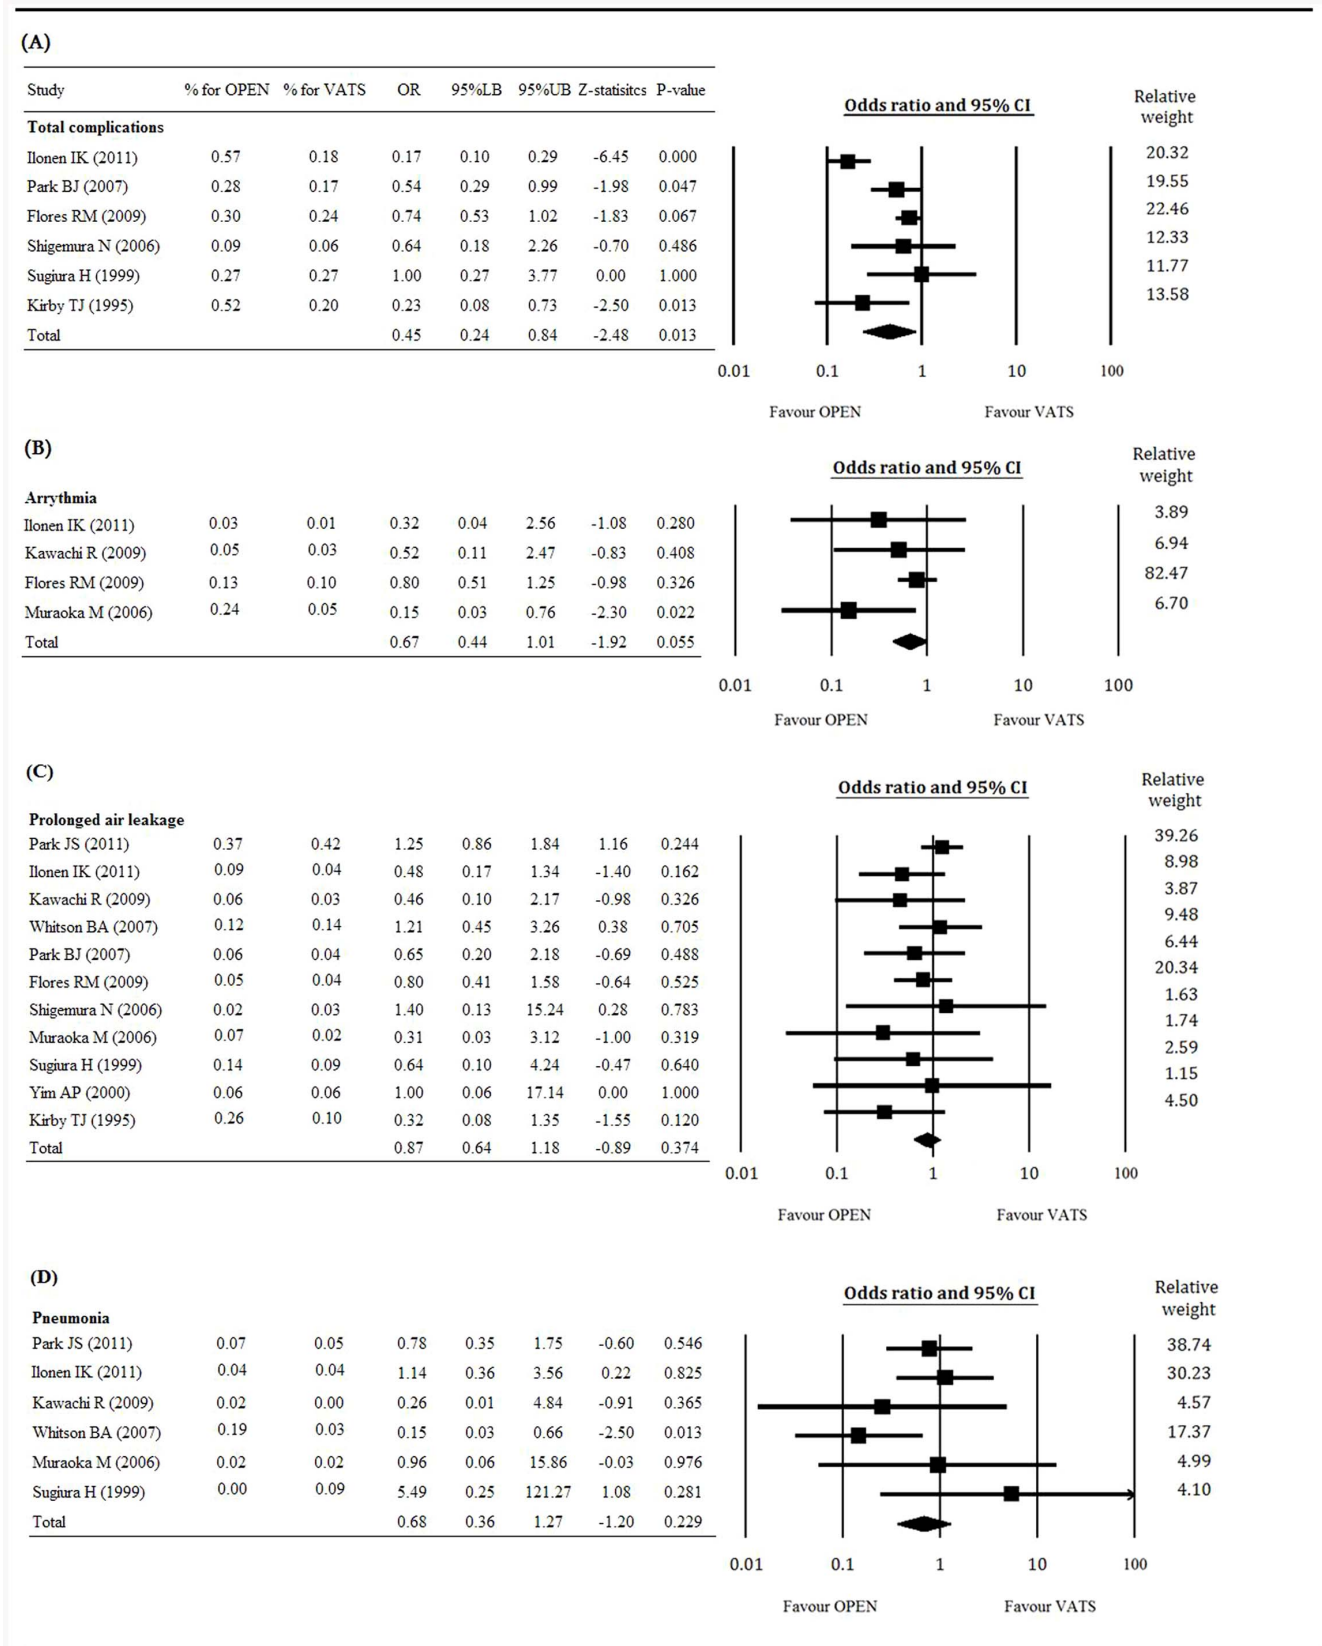 (A)
Study % for OPEN % for VATS OR 95%LB 95%UB Z-statisitcs P-value
Odds ratio and 95% CI
Relative
weight
Total complications
Ilonen IK (2011) 0.57 0.18 0.17 0.10 0.29 -6.45 0.000 20.32
Park BJ (2007) 0.28 0.17 0.54 0.29 0.99 -1.98 0.047 19.55
Flores RM (2009) 0.30 0.24 0.74 0.53 1.02 -1.83 0.067 22.46
Shigemura N (2006) 0.09 0.06 0.64 0.18 2.26 -0.70 0.486 12.33
Sugiura H (1999) 0.27 0.27 1.00 0.27 3.77 0.00 1.000 11.77
Kirby TJ (1995) 0.52 0.20 0.23 0.08 0.73 -2.50 0.013 13.58
Total 0.45 0.24 0.84 -2.48 0.013
0.01 0.1 1 10 100
Favour OPEN Favour VATS
(B)
Odds ratio and 95% CI
Relative
weight
Arrythmia
Ilonen IK (2011) 0.03 0.01 0.32 0.04 2.56 -1.08 0.280 3.89
Kawachi R (2009) 0.05 0.03 0.52 0.11 2.47 -0.83 0.408 6.94
Flores RM (2009) 0.13 0.10 0.80 0.51 1.25 -0.98 0.326 82.47
Muraoka M (2006) 0.24 0.05 0.15 0.03 0.76 -2.30 0.022 6.70
Total 0.67 0.44 1.01 -1.92 0.055
0.01 0.1 1 10 100
Favour OPEN Favour VATS
(C)
Odds ratio and 95% CI
Relative
weight
Prolonged air leakage
Park JS (2011) 0.37 0.42 1.25 0.86 1.84 1.16 0.244 39.26
Ilonen IK (2011) 0.09 0.04 0.48 0.17 1.34 -1.40 0.162 8.98
Kawachi R (2009) 0.06 0.03 0.46 0.10 2.17 -0.98 0.326 3.87
Whitson BA (2007) 0.12 0.14 1.21 0.45 3.26 0.38 0.705 9.48
Park BJ (2007) 0.06 0.04 0.65 0.20 2.18 -0.69 0.488 6.44
Flores RM (2009) 0.05 0.04 0.80 0.41 1.58 -0.64 0.525 20.34
Shigemura N (2006) 0.02 0.03 1.40 0.13 15.24 0.28 0.783 1.63
Muraoka M (2006) 0.07 0.02 0.31 0.03 3.12 -1.00 0.319 1.74
Sugiura H (1999) 0.14 0.09 0.64 0.10 4.24 -0.47 0.640 2.59
Yim AP (2000) 0.06 0.06 1.00 0.06 17.14 0.00 1.000 1.15
Kirby TJ (1995) 0.26 0.10 0.32 0.08 1.35 -1.55 0.120 4.50
Total 0.87 0.64 1.18 -0.89 0.374
0.01 0.1 1 10 100
Favour OPEN Favour VATS
(D)
Odds ratio and 95% CI
Relative
weight
Pneumonia
Park JS (2011) 0.07 0.05 0.78 0.35 1.75 -0.60 0.546 38.74
Ilonen IK (2011) 0.04 0.04 1.14 0.36 3.56 0.22 0.825 30.23
Kawachi R (2009) 0.02 0.00 0.26 0.01 4.84 -0.91 0.365 4.57
Whitson BA (2007) 0.19 0.03 0.15 0.03 0.66 -2.50 0.013 17.37
Muraoka M (2006) 0.02 0.02 0.96 0.06 15.86 -0.03 0.976 4.99
Sugiura H (1999) 0.00 0.09 5.49 0.25 121.27 1.08 0.281 4.10
Total 0.68 0.36 1.27 -1.20 0.229
0.01 0.1 1 10 100
Favour OPEN Favour VATS